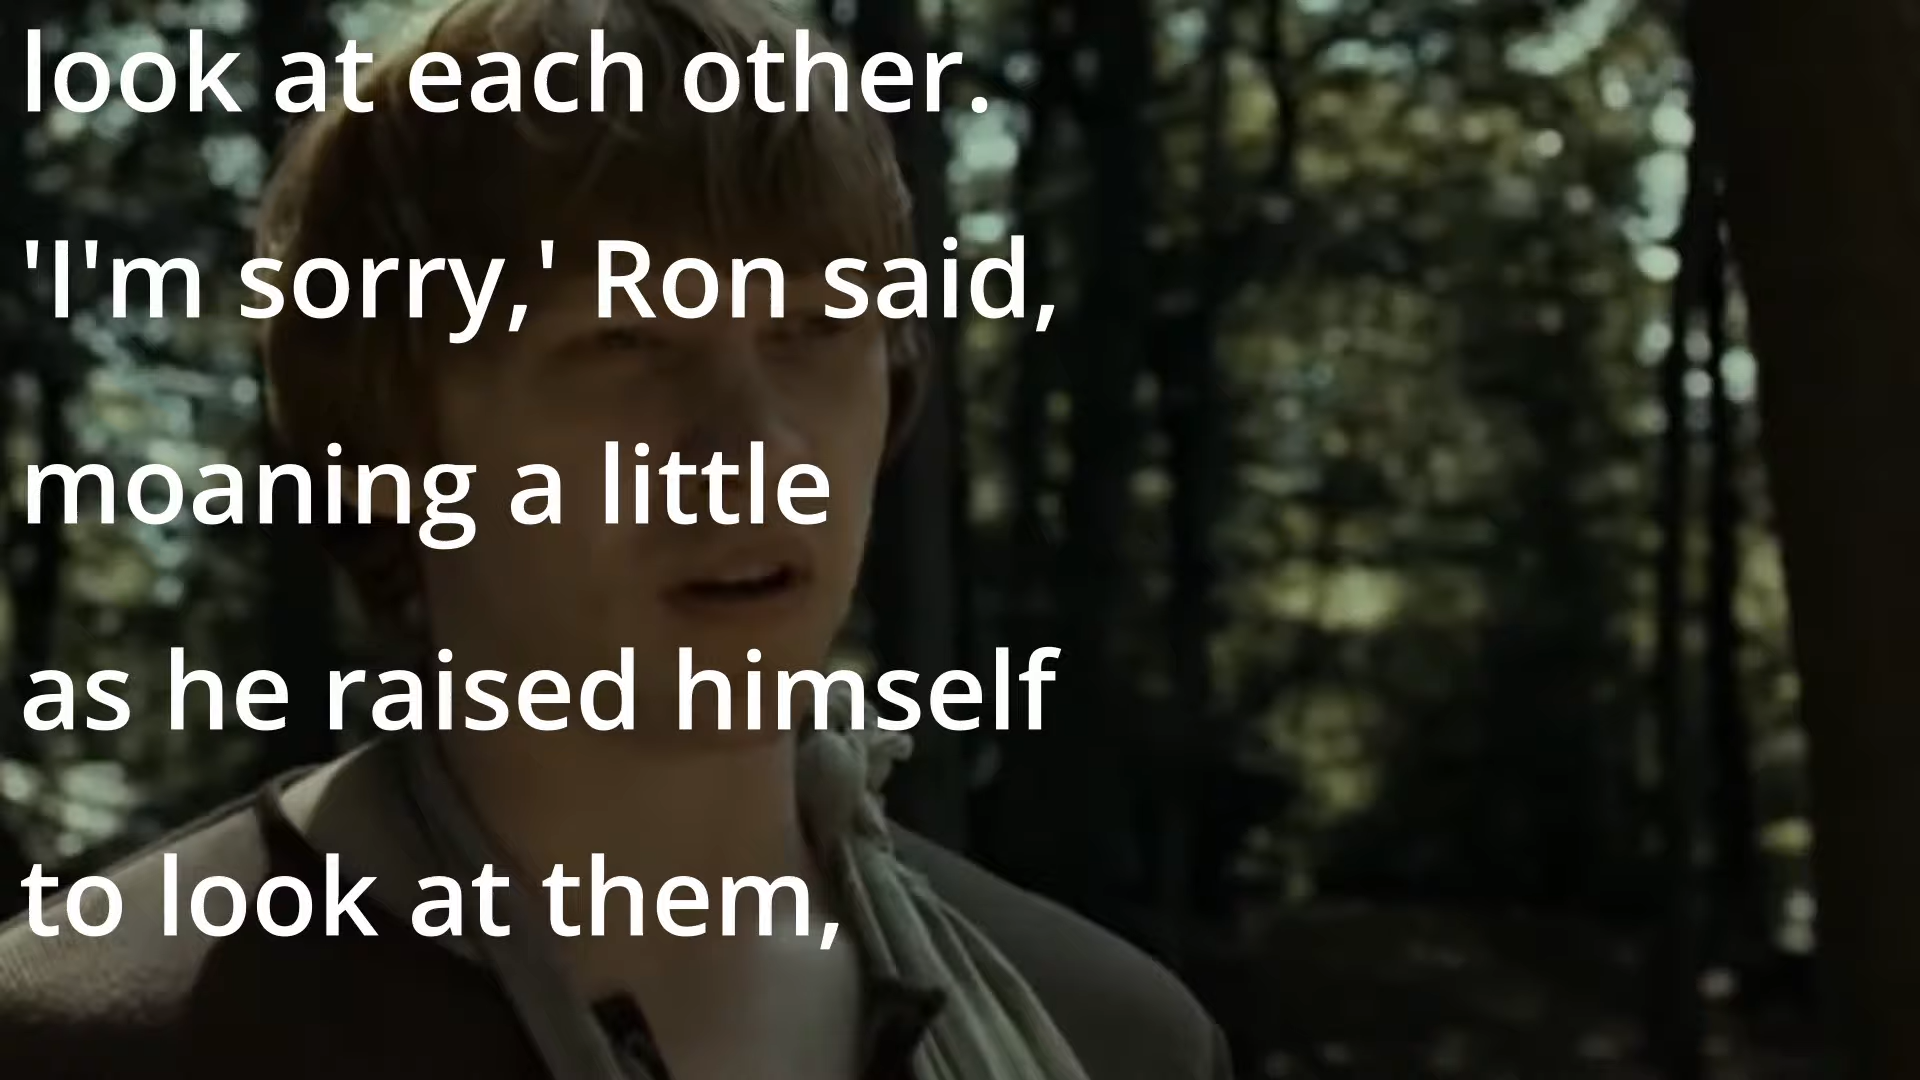 look at each other.
'I'm sorry,' Ron said,
moaning a little
as he raised himself
to look at them,